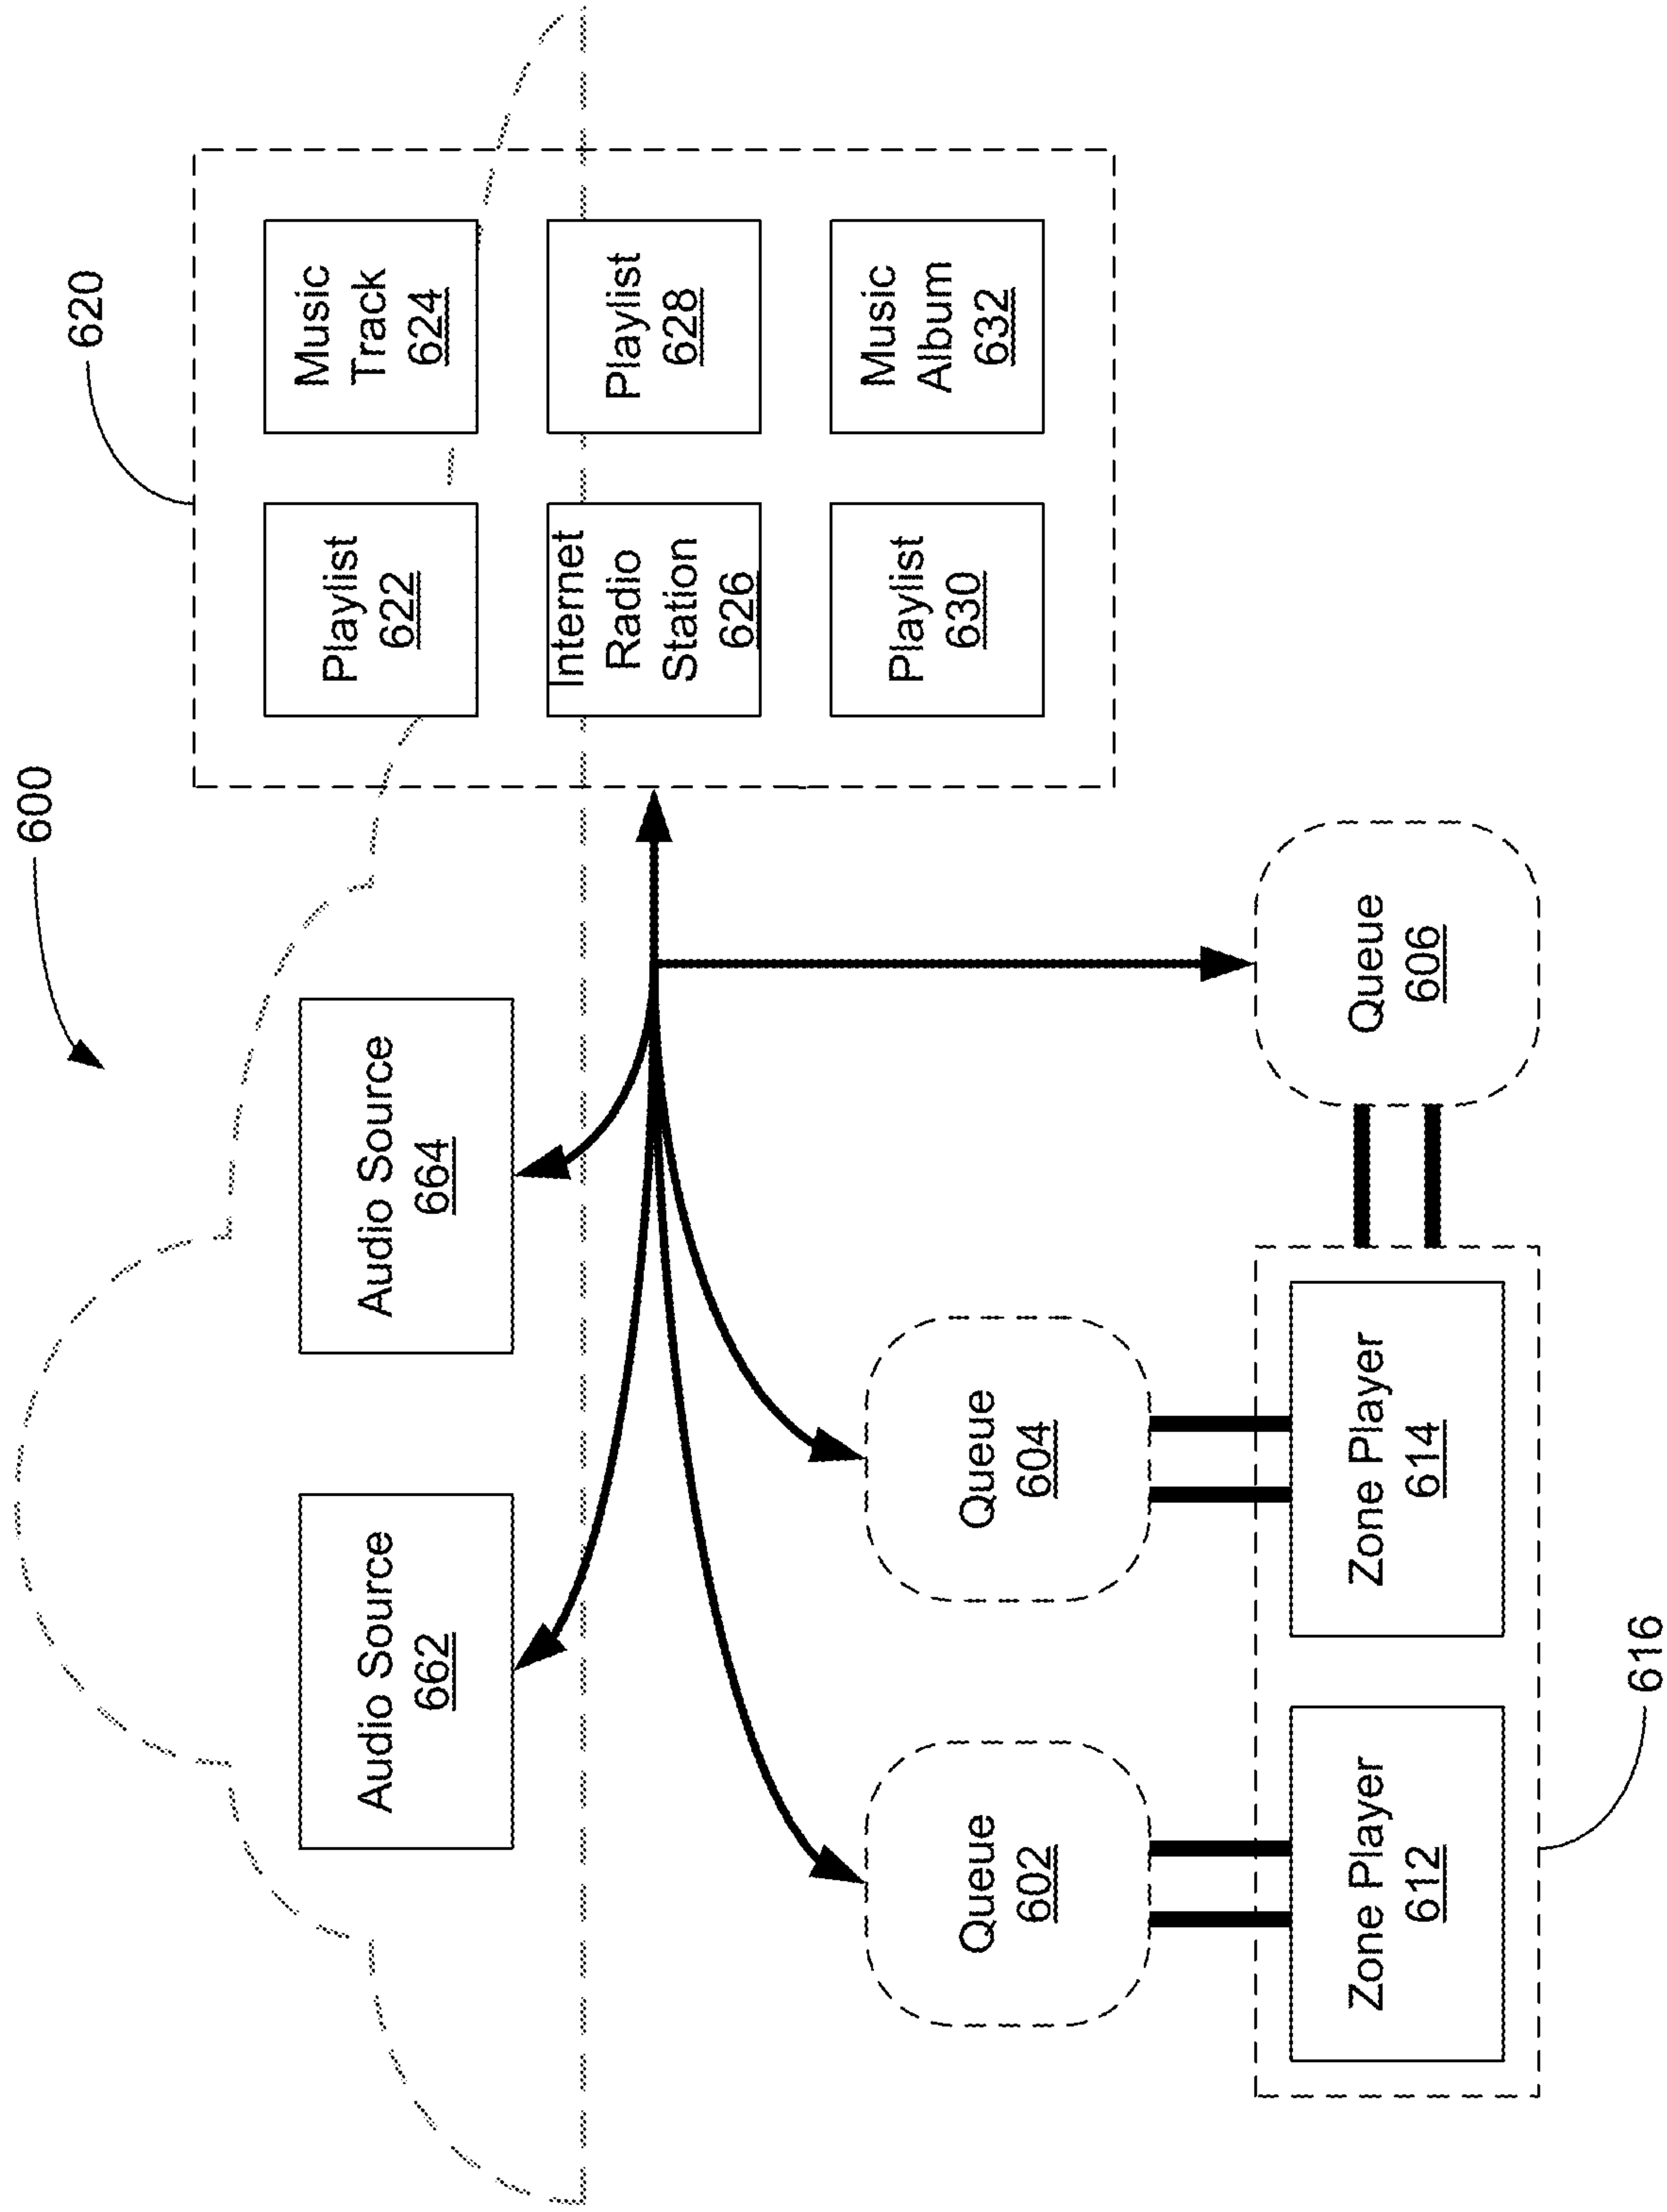 600
620
Audio Source
662
Audio Source
664
Playlist
622
Music
Track
624
Internet
Radio
Station
626
Playlist
628
Playlist
630
Music
Album
632
Queue
602
Queue
604
Queue
606
Zone Player
612
Zone Player
614
616